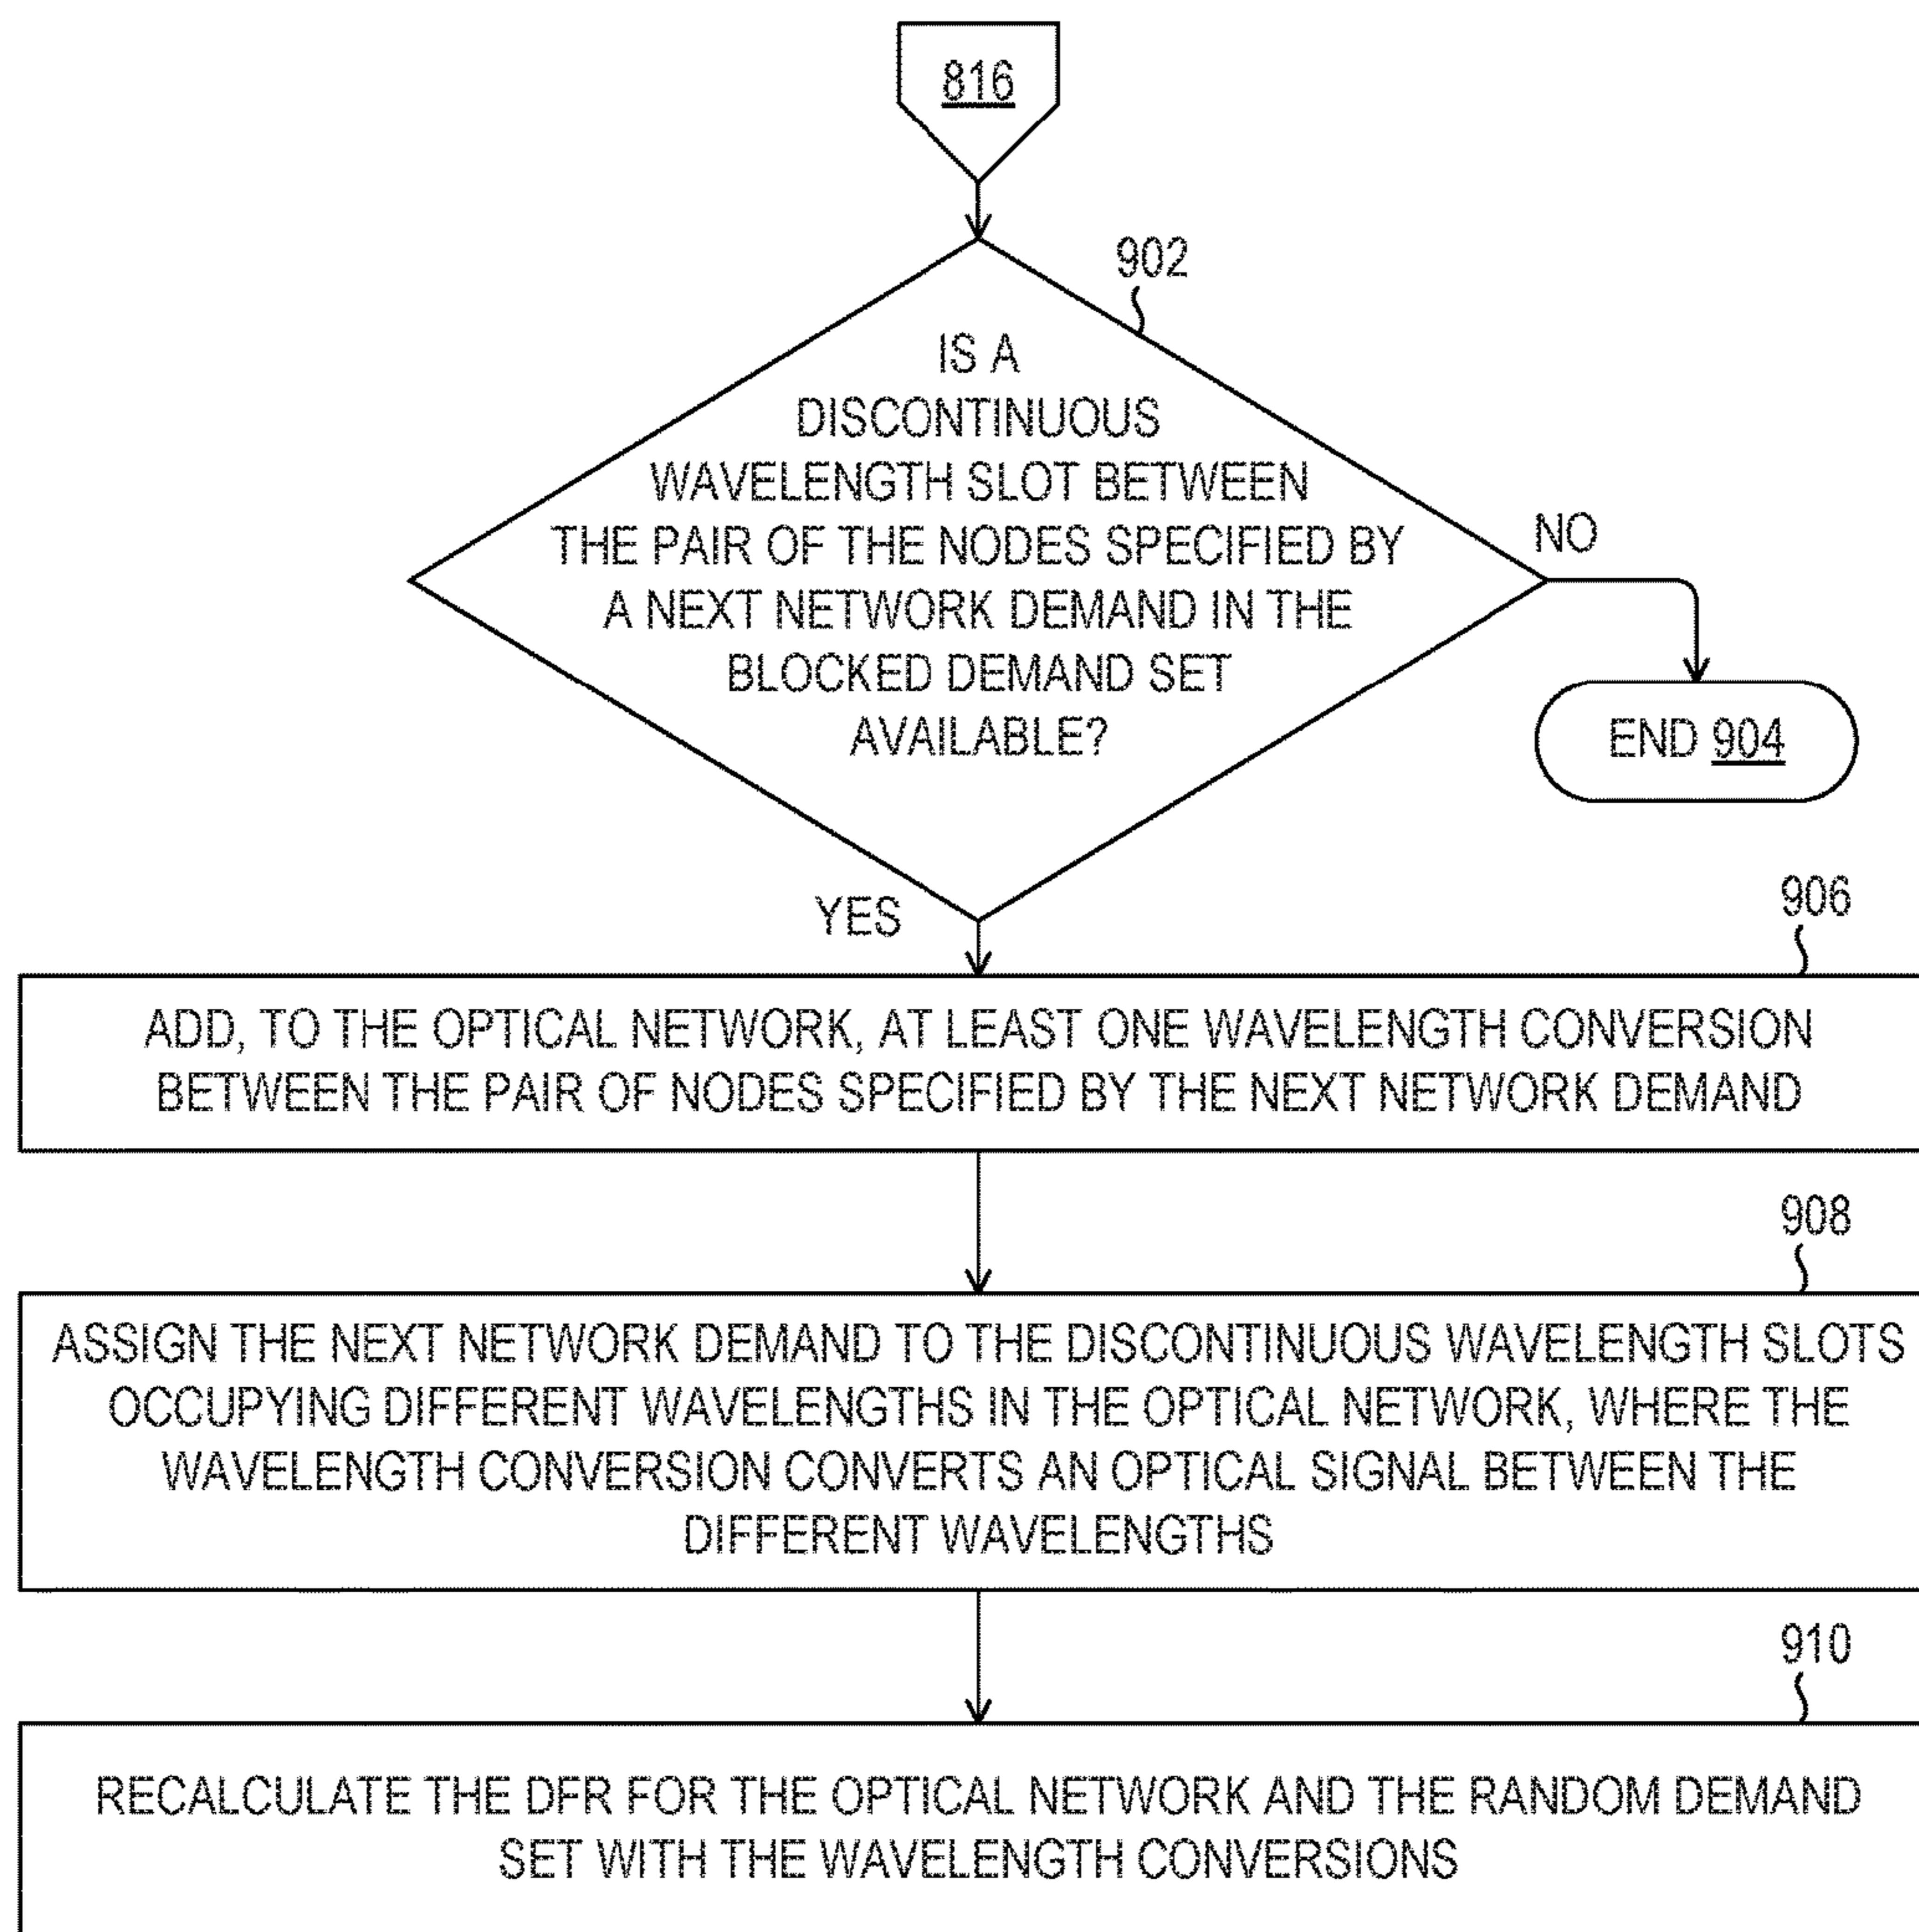 816
902
IS A
DISCONTINUOUS
WAVELENGTH SLOT BETWEEN
THE PAIR OF THE NODES SPECIFIED BY
A NEXT NETWORK DEMAND IN THE
BLOCKED DEMAND SET
AVAILABLE?
NO
END 904
YES
906
ADD, TO THE OPTICAL NETWORK, AT LEAST ONE WAVELENGTH CONVERSION
BETWEEN THE PAIR OF NODES SPECIFIED BY THE NEXT NETWORK DEMAND
908
ASSIGN THE NEXT NETWORK DEMAND TO THE DISCONTINUOUS WAVELENGTH SLOTS
OCCUPYING DIFFERENT WAVELENGTHS IN THE OPTICAL NETWORK, WHERE THE
WAVELENGTH CONVERSION CONVERTS AN OPTICAL SIGNAL BETWEEN THE
DIFFERENT WAVELENGTHS
910
RECALCULATE THE DFR FOR THE OPTICAL NETWORK AND THE RANDOM DEMAND
SET WITH THE WAVELENGTH CONVERSIONS